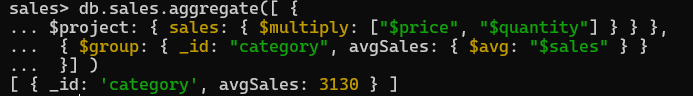 sales> db.sales.aggregate([ {
... $project: { sales: { $multiply: ["$price", "$quantity"] } } },
...  { $group: { _id: "category", avgSales: { $avg: "$sales" } }
...  }] )
[ { _id: 'category', avgSales: 3130 } ]